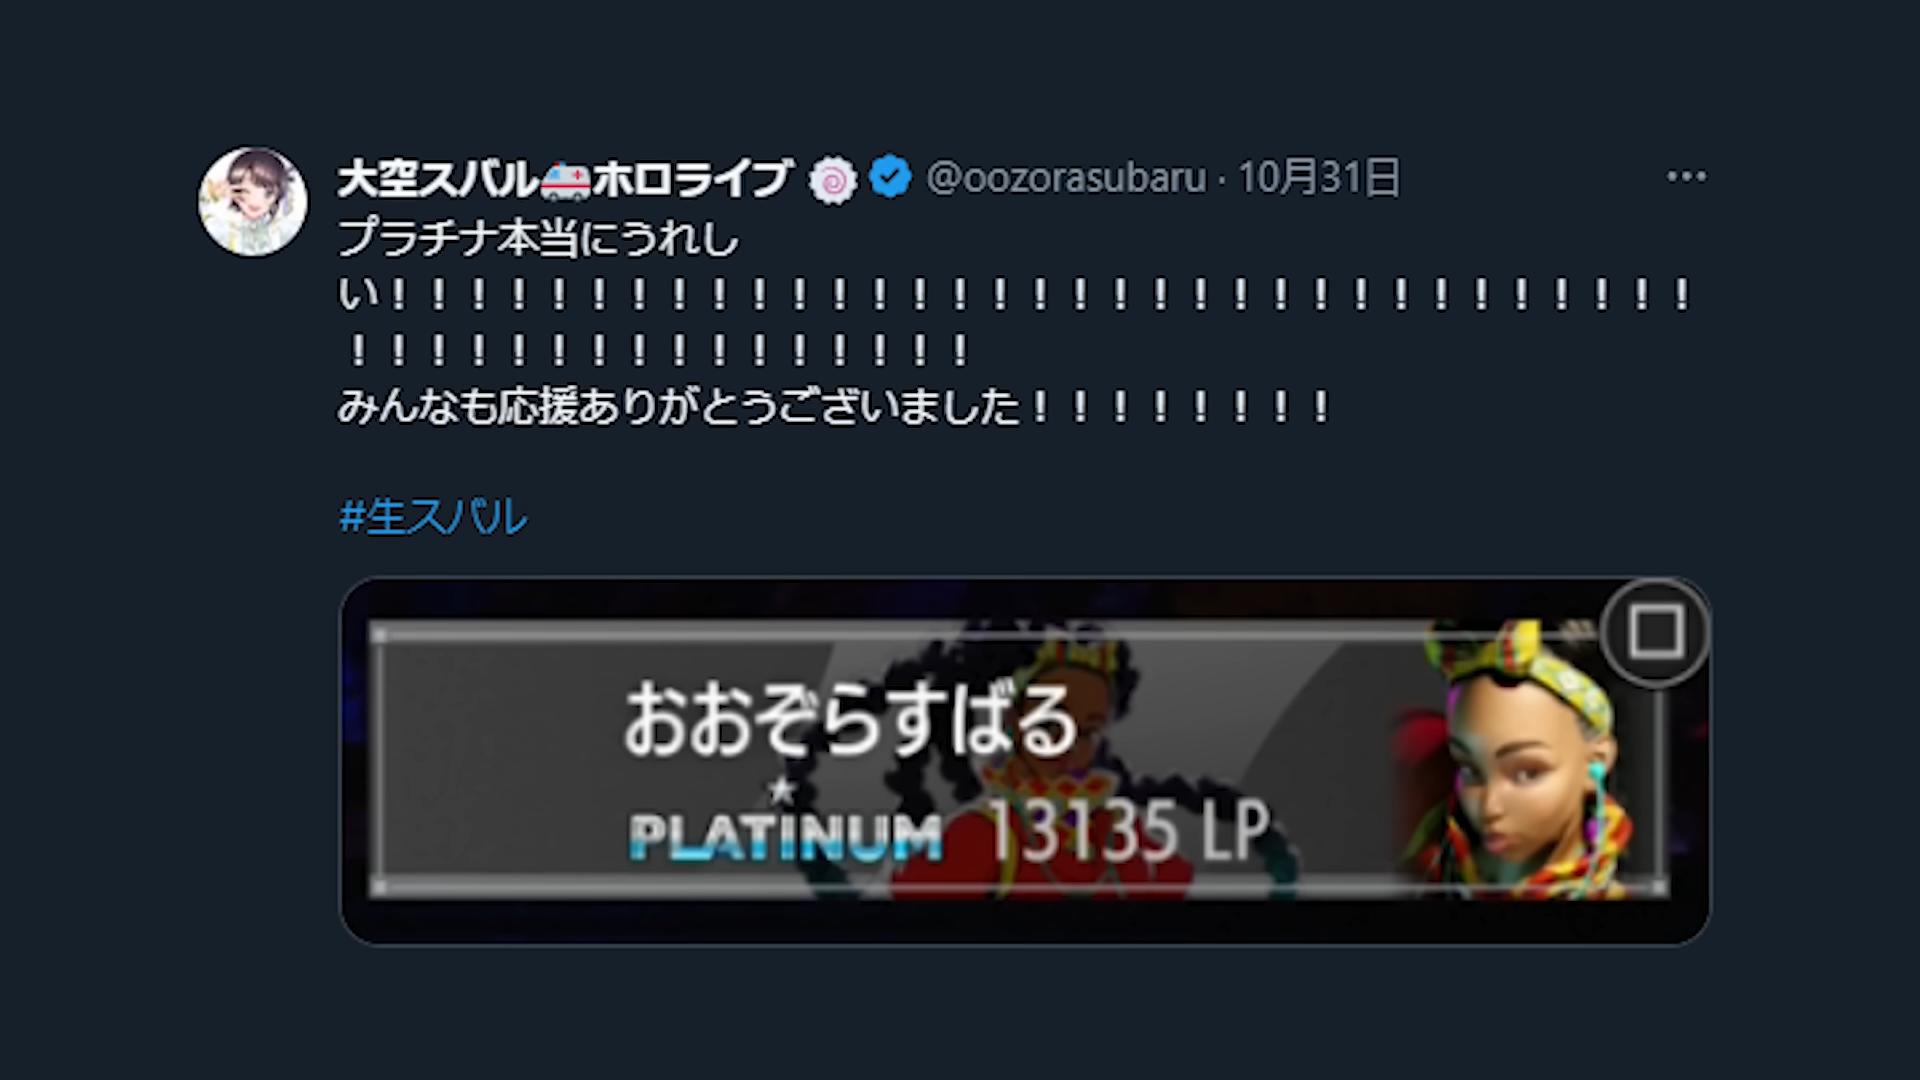 大空スバル🚑ホロライブ🍥 @oozorasubaru · 10月31日
プラチナ本当にうれし
い！！！！！！！！！！！！！！！！！！！！！！！！！！！！！！！！！
！！！！！！！！！！！！！！！！
みんなも応援ありがとうございました！！！！！！！！
#生スバル
おおぞらすばる
★
PLATINUM 13135 LP